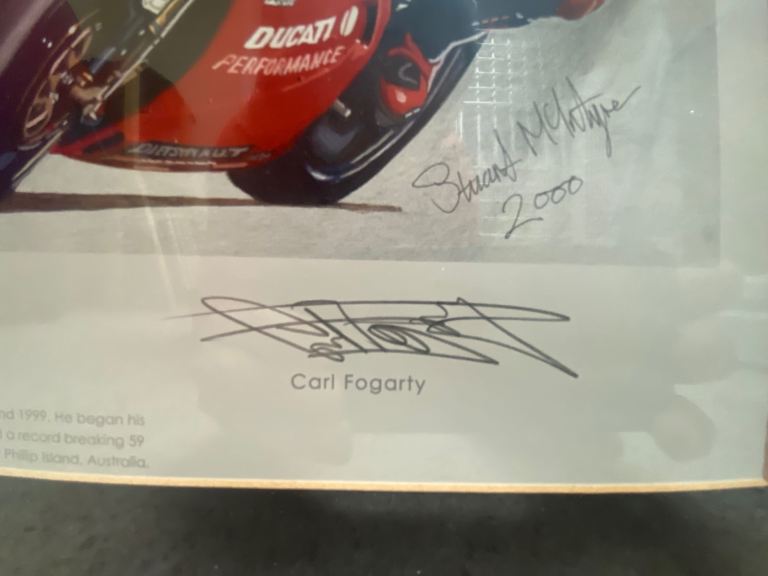 DUCATI
PERFORMANCE
Stuart McIntyre
2000
Carl Fogarty
nd 1999. He began his
a record breaking 59
Phillip Island, Australia.